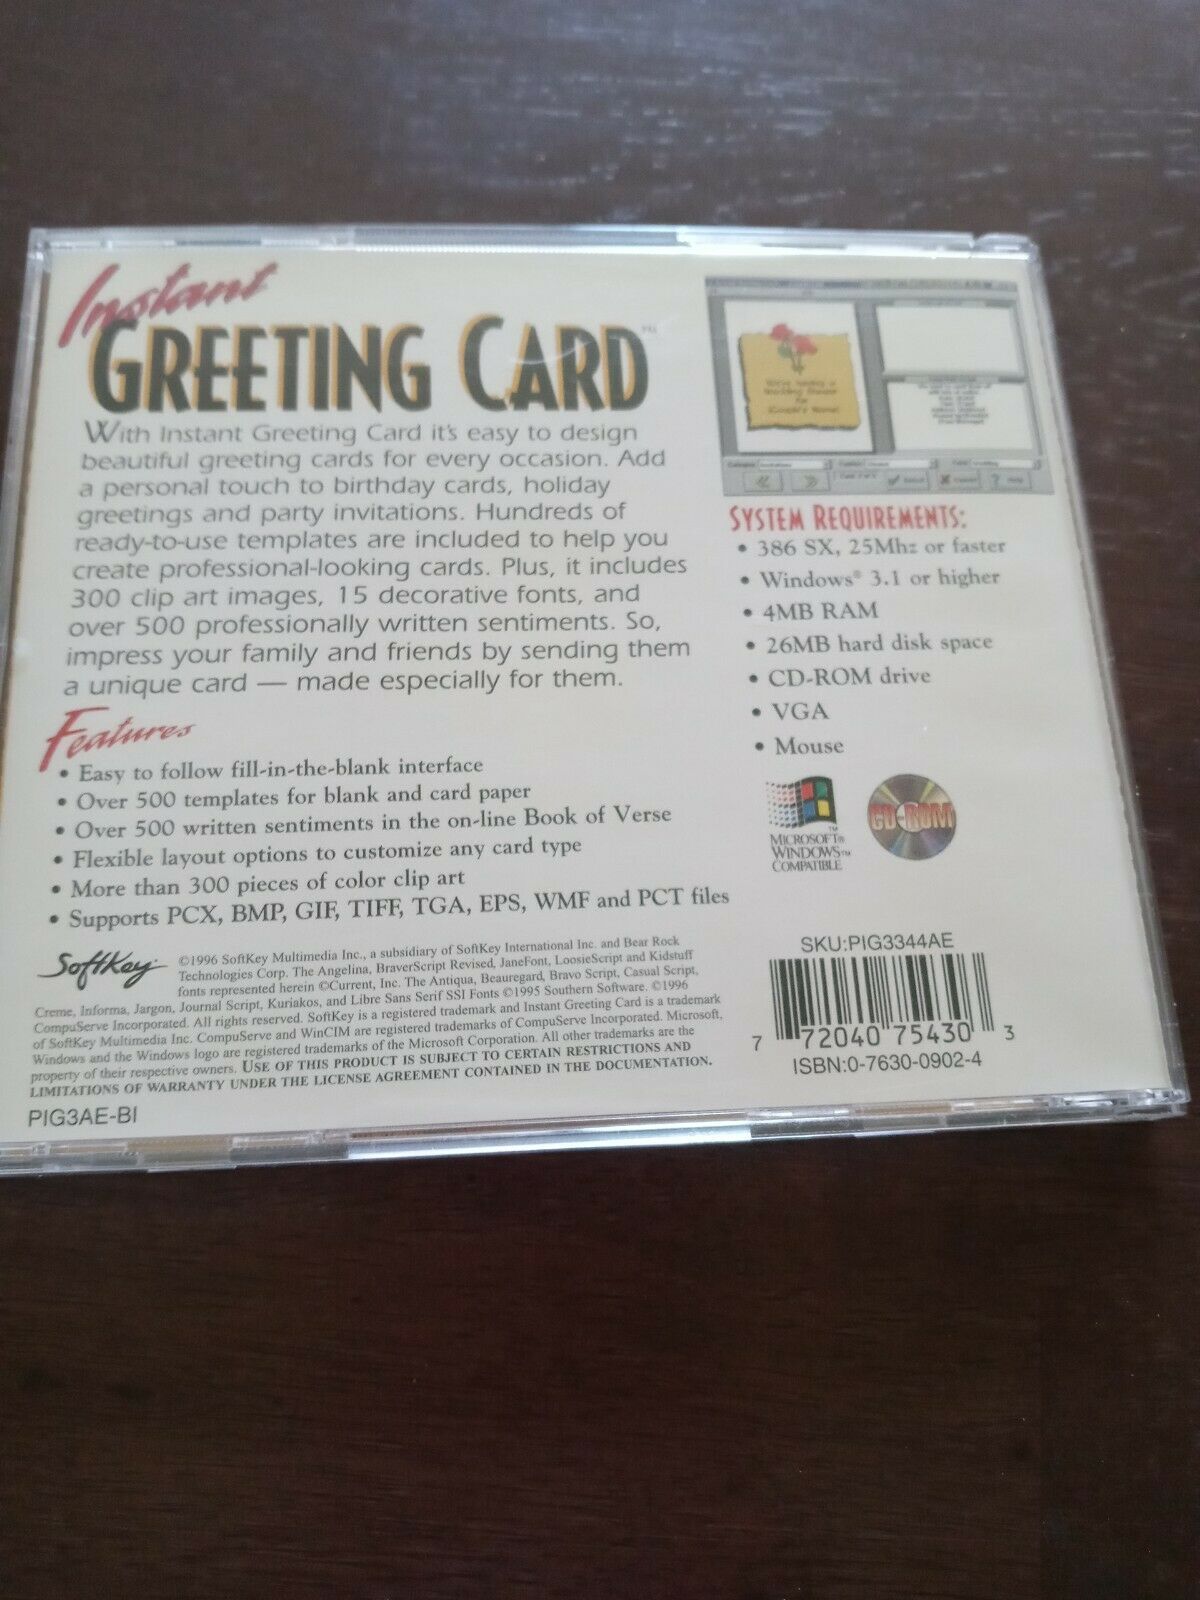 Instant
GREETING CARD™
With Instant Greeting Card it's easy to design
beautiful greeting cards for every occasion. Add
a personal touch to birthday cards, holiday
greetings and party invitations. Hundreds of
ready-to-use templates are included to help you
create professional-looking cards. Plus, it includes
300 clip art images, 15 decorative fonts, and
over 500 professionally written sentiments. So,
impress your family and friends by sending them
a unique card — made especially for them.
Features
• Easy to follow fill-in-the-blank interface
• Over 500 templates for blank and card paper
• Over 500 written sentiments in the on-line Book of Verse
• Flexible layout options to customize any card type
• More than 300 pieces of color clip art
• Supports PCX, BMP, GIF, TIFF, TGA, EPS, WMF and PCT files
We're having a
Wedding Shower
for
SYSTEM REQUIREMENTS:
• 386 SX, 25Mhz or faster
• Windows® 3.1 or higher
• 4MB RAM
• 26MB hard disk space
• CD-ROM drive
• VGA
• Mouse
MICROSOFT®
WINDOWS™
COMPATIBLE
CD-ROM
SoftKey
©1996 SoftKey Multimedia Inc., a subsidiary of SoftKey International Inc. and Bear Rock
Technologies Corp. The Angelina, BraverScript Revised, JaneFont, LoosieScript and Kidstuff
fonts represented herein ©Current, Inc. The Antiqua, Beauregard, Bravo Script, Casual Script,
Creme, Informa, Jargon, Journal Script, Kuriakos, and Libre Sans Serif SSI Fonts ©1995 Southern Software. ©1996
CompuServe Incorporated. All rights reserved. SoftKey is a registered trademark and Instant Greeting Card is a trademark
of SoftKey Multimedia Inc. CompuServe and WinCIM are registered trademarks of CompuServe Incorporated. Microsoft,
Windows and the Windows logo are registered trademarks of the Microsoft Corporation. All other trademarks are the
property of their respective owners. USE OF THIS PRODUCT IS SUBJECT TO CERTAIN RESTRICTIONS AND
LIMITATIONS OF WARRANTY UNDER THE LICENSE AGREEMENT CONTAINED IN THE DOCUMENTATION.
PIG3AE-BI
SKU:PIG3344AE
7 72040 75430 3
ISBN:0-7630-0902-4